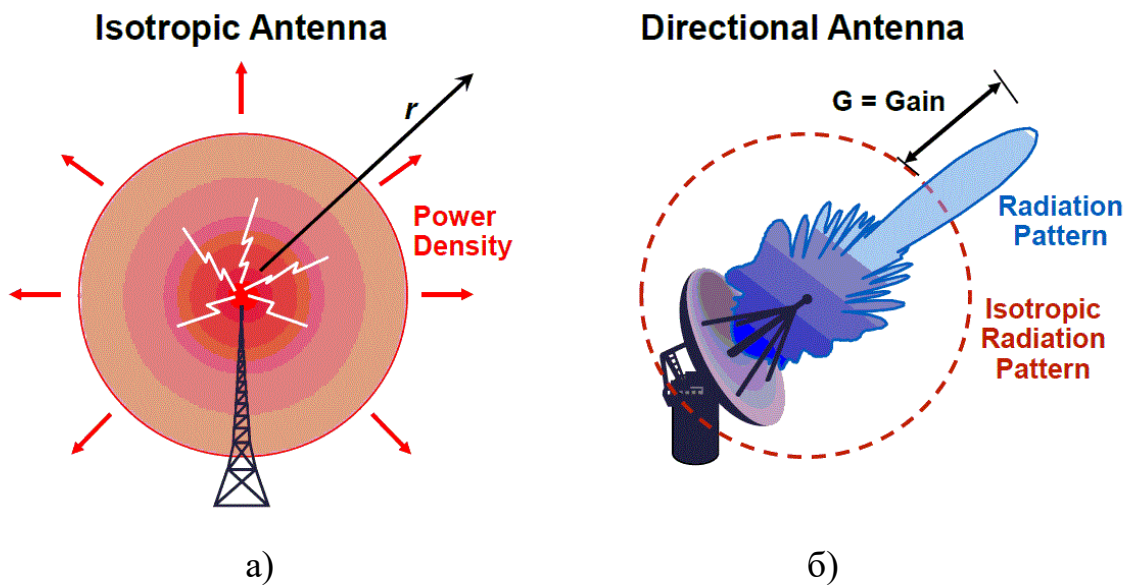 Isotropic Antenna
r
Power
Density
а)
Directional Antenna
G = Gain
Radiation
Pattern
Isotropic
Radiation
Pattern
б)